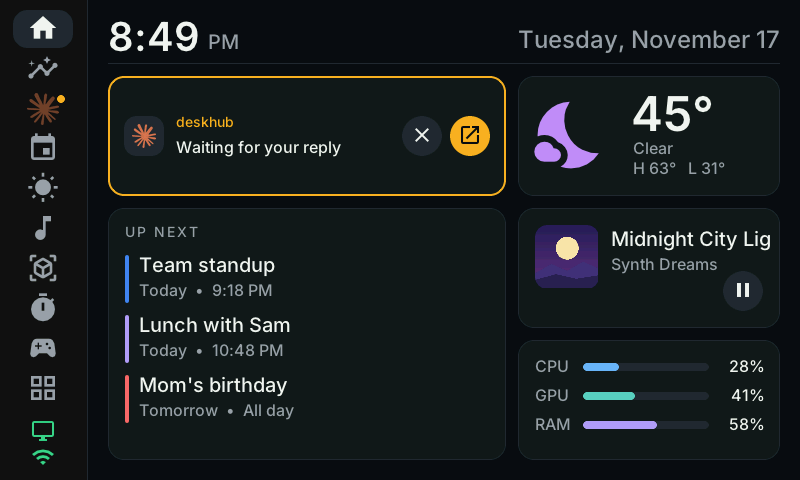 8:49 PM
Tuesday, November 17
deskhub
Waiting for your reply
45°
Clear
H 63° L 31°
UP NEXT
Team standup
Today • 9:18 PM
Lunch with Sam
Today • 10:48 PM
Mom's birthday
Tomorrow • All day
Midnight City Lig
Synth Dreams
CPU 28%
GPU 41%
RAM 58%